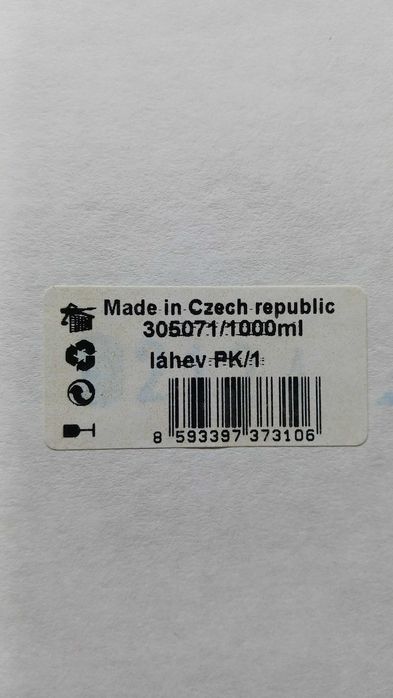 Made in Czech republic
305071/1000ml
láhev PK/1
8 593397 373106